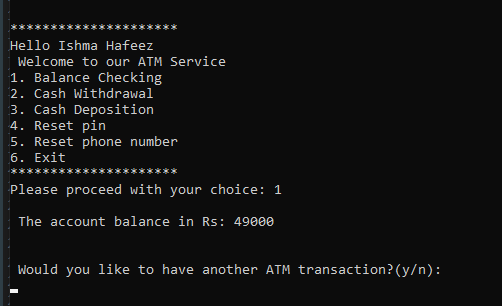 *********************
Hello Ishma Hafeez
Welcome to our ATM Service
1. Balance Checking
2. Cash Withdrawal
3. Cash Deposition
4. Reset pin
5. Reset phone number
6. Exit
*********************
Please proceed with your choice: 1
The account balance in Rs: 49000
Would you like to have another ATM transaction?(y/n):